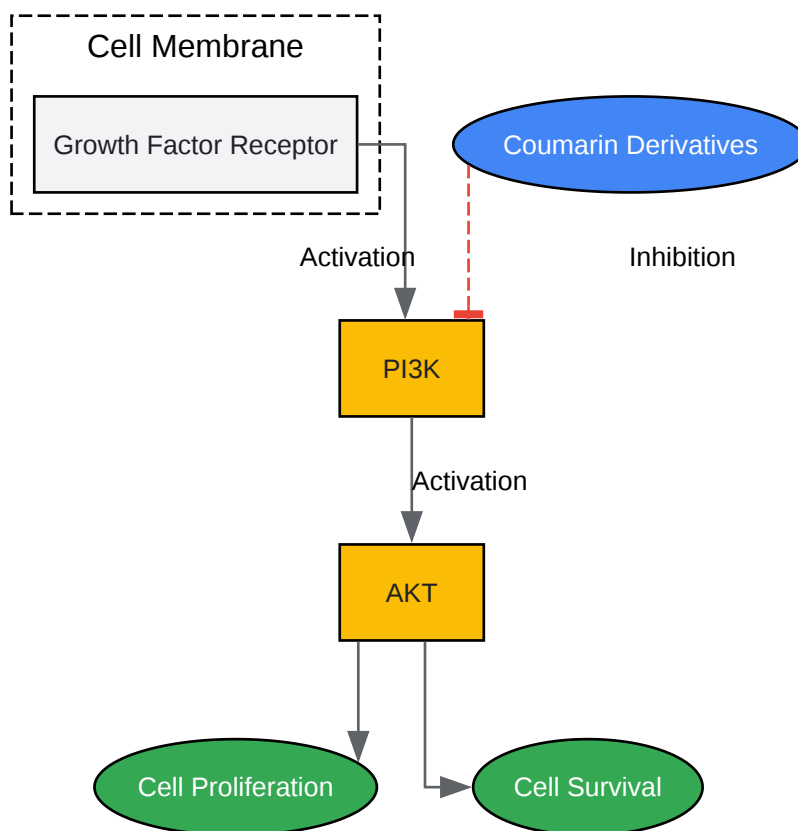 Cell Membrane
Growth Factor Receptor
Coumarin Derivatives
Activation
Inhibition
PI3K
Activation
AKT
Cell Proliferation
Cell Survival